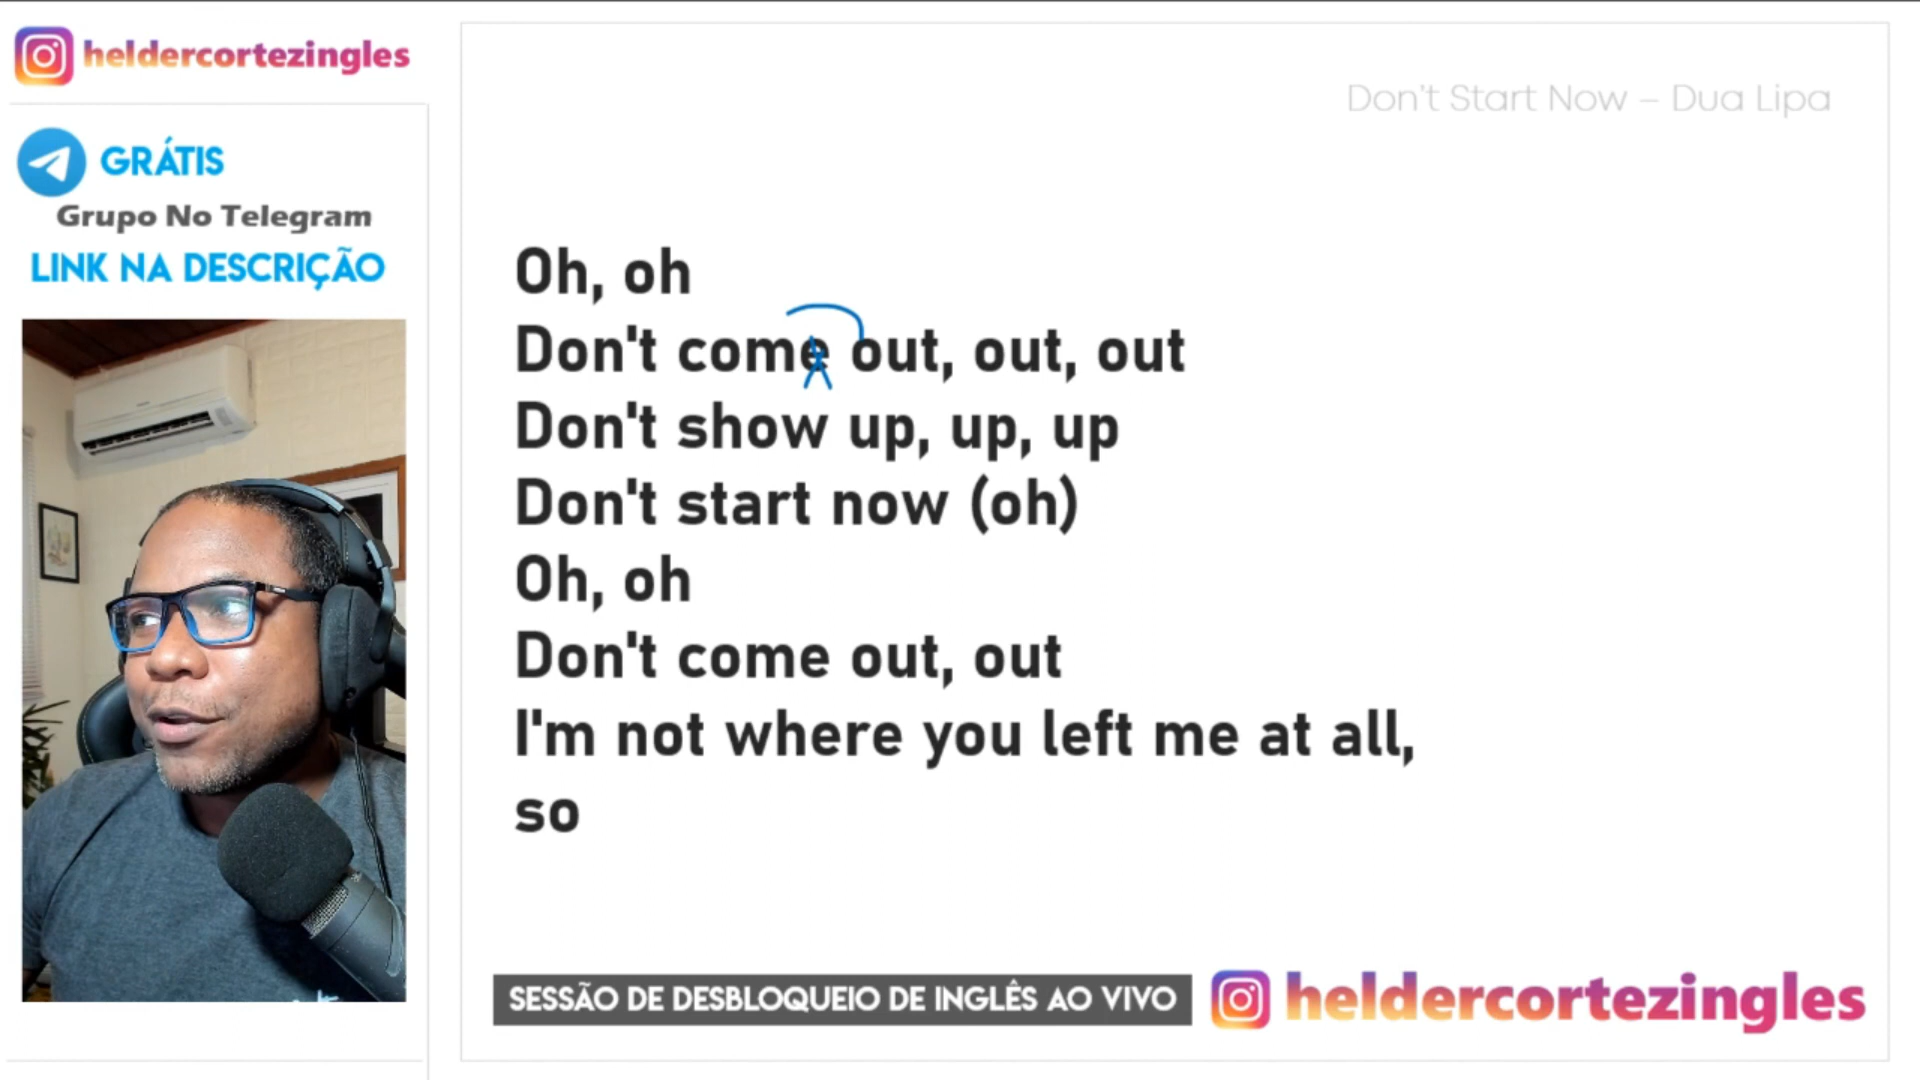 heldercortezingles
GRÁTIS
Grupo No Telegram
LINK NA DESCRIÇÃO
Don't Start Now – Dua Lipa
Oh, oh
Don't come out, out, out
Don't show up, up, up
Don't start now (oh)
Oh, oh
Don't come out, out
I'm not where you left me at all,
so
SESSÃO DE DESBLOQUEIO DE INGLÊS AO VIVO
heldercortezingles